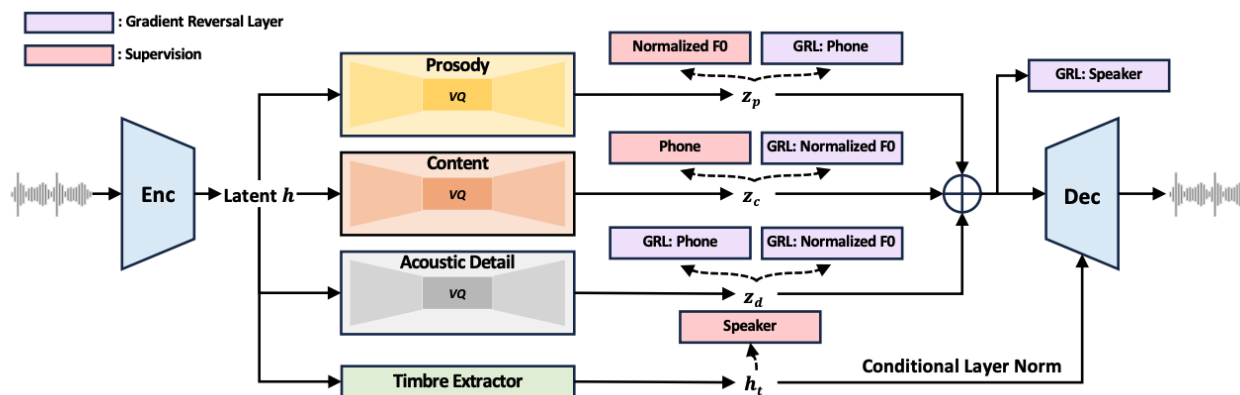 : Gradient Reversal Layer
: Supervision
Prosody
VQ
Normalized F0
GRL: Phone
z_p
GRL: Speaker
Enc
Latent h
Content
VQ
Phone
GRL: Normalized F0
z_c
Dec
Acoustic Detail
VQ
GRL: Phone
GRL: Normalized F0
z_d
Speaker
Timbre Extractor
h_t
Conditional Layer Norm